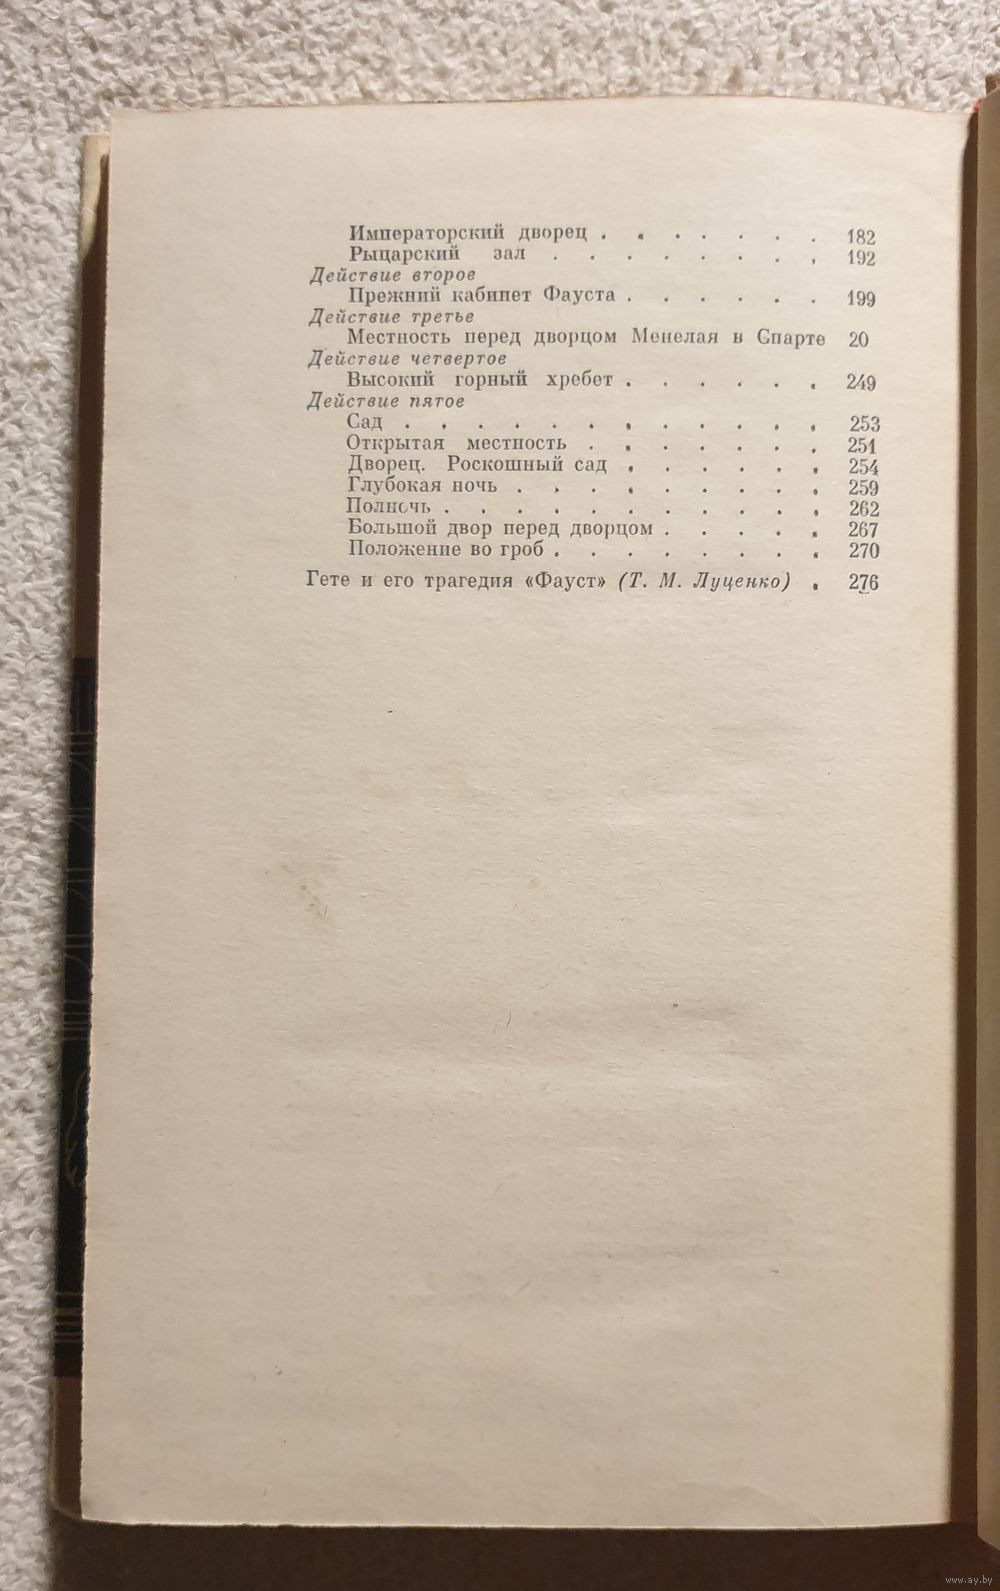 Императорский дворец . . . . . . . 182
Рыцарский зал . . . . . . . . 192
Действие второе
Прежний кабинет Фауста . . . . . . 199
Действие третье
Местность перед дворцом Менелая в Спарте 20
Действие четвертое
Высокий горный хребет . . . . . . 249
Действие пятое
Сад . . . . . . . . . . . . 253
Открытая местность . . . . . . . 251
Дворец. Роскошный сад . . . . . . 254
Глубокая ночь . . . . . . . . . 259
Полночь . . . . . . . . . . . 262
Большой двор перед дворцом . . . . . 267
Положение во гроб . . . . . . . . 270
Гете и его трагедия «Фауст» (Т. М. Луценко) . 276
www.ay.by